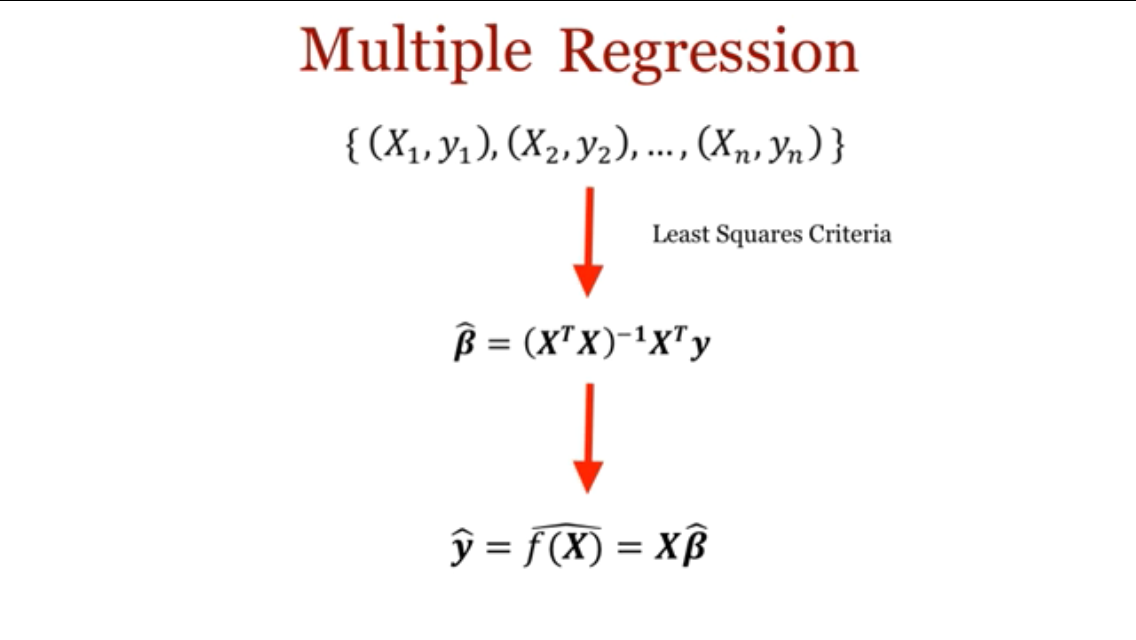 Multiple Regression
{ (X₁, y₁), (X₂, y₂), … , (Xₙ, yₙ) }
Least Squares Criteria
β̂ = (XᵀX)⁻¹Xᵀy
ŷ = f(X)̂ = Xβ̂